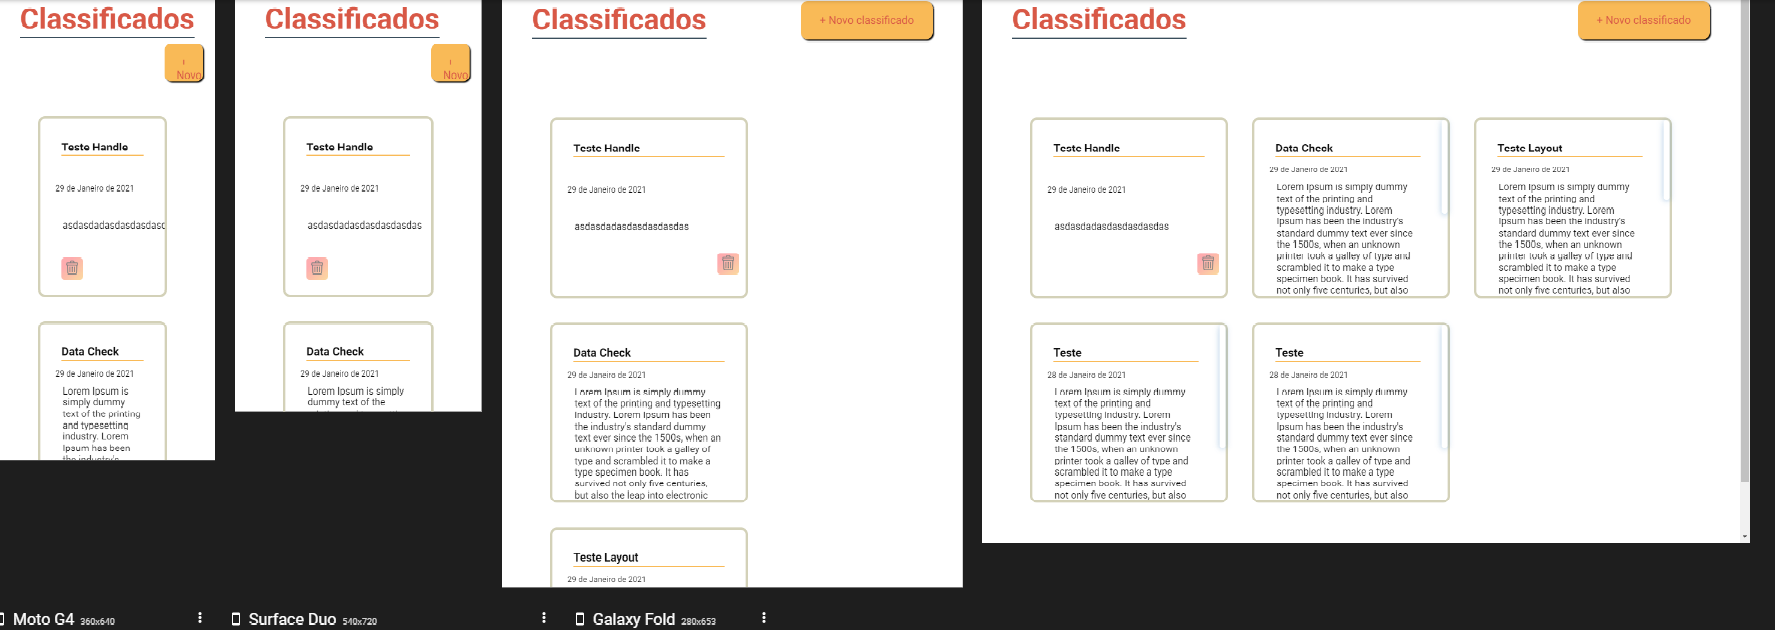 Classificados
+ Novo
Teste Handle
29 de Janeiro de 2021
asdasdadasdasdasdasd
Data Check
29 de Janeiro de 2021
Lorem Ipsum is
simply dummy
text of the printing
and typesetting
industry. Lorem
Ipsum has been
the industry's
Classificados
+ Novo
Teste Handle
29 de Janeiro de 2021
asdasdadasdasdasdasdas
Data Check
29 de Janeiro de 2021
Lorem Ipsum is simply
dummy text of the
Classificados
+ Novo classificado
Teste Handle
29 de Janeiro de 2021
asdasdadasdasdasdasdas
Data Check
29 de Janeiro de 2021
Lorem Ipsum is simply dummy
text of the printing and typesetting
industry. Lorem Ipsum has been
the industry's standard dummy
text ever since the 1500s, when an
unknown printer took a galley of
type and scrambled it to make a
type specimen book. It has
survived not only five centuries,
but also the leap into electronic
Teste Layout
29 de Janeiro de 2021
Classificados
+ Novo classificado
Teste Handle
29 de Janeiro de 2021
asdasdadasdasdasdasdas
Data Check
29 de Janeiro de 2021
Lorem Ipsum is simply dummy
text of the printing and
typesetting industry. Lorem
Ipsum has been the industry's
standard dummy text ever since
the 1500s, when an unknown
printer took a galley of type and
scrambled it to make a type
specimen book. It has survived
not only five centuries, but also
Teste Layout
29 de Janeiro de 2021
Lorem Ipsum is simply dummy
text of the printing and
typesetting industry. Lorem
Ipsum has been the industry's
standard dummy text ever since
the 1500s, when an unknown
printer took a galley of type and
scrambled it to make a type
specimen book. It has survived
not only five centuries, but also
Teste
28 de Janeiro de 2021
Lorem Ipsum is simply dummy
text of the printing and
typesetting industry. Lorem
Ipsum has been the industry's
standard dummy text ever since
the 1500s, when an unknown
printer took a galley of type and
scrambled it to make a type
specimen book. It has survived
not only five centuries, but also
Teste
28 de Janeiro de 2021
Lorem Ipsum is simply dummy
text of the printing and
typesetting industry. Lorem
Ipsum has been the industry's
standard dummy text ever since
the 1500s, when an unknown
printer took a galley of type and
scrambled it to make a type
specimen book. It has survived
not only five centuries, but also
Moto G4 360x640
Surface Duo 540x720
Galaxy Fold 280x653